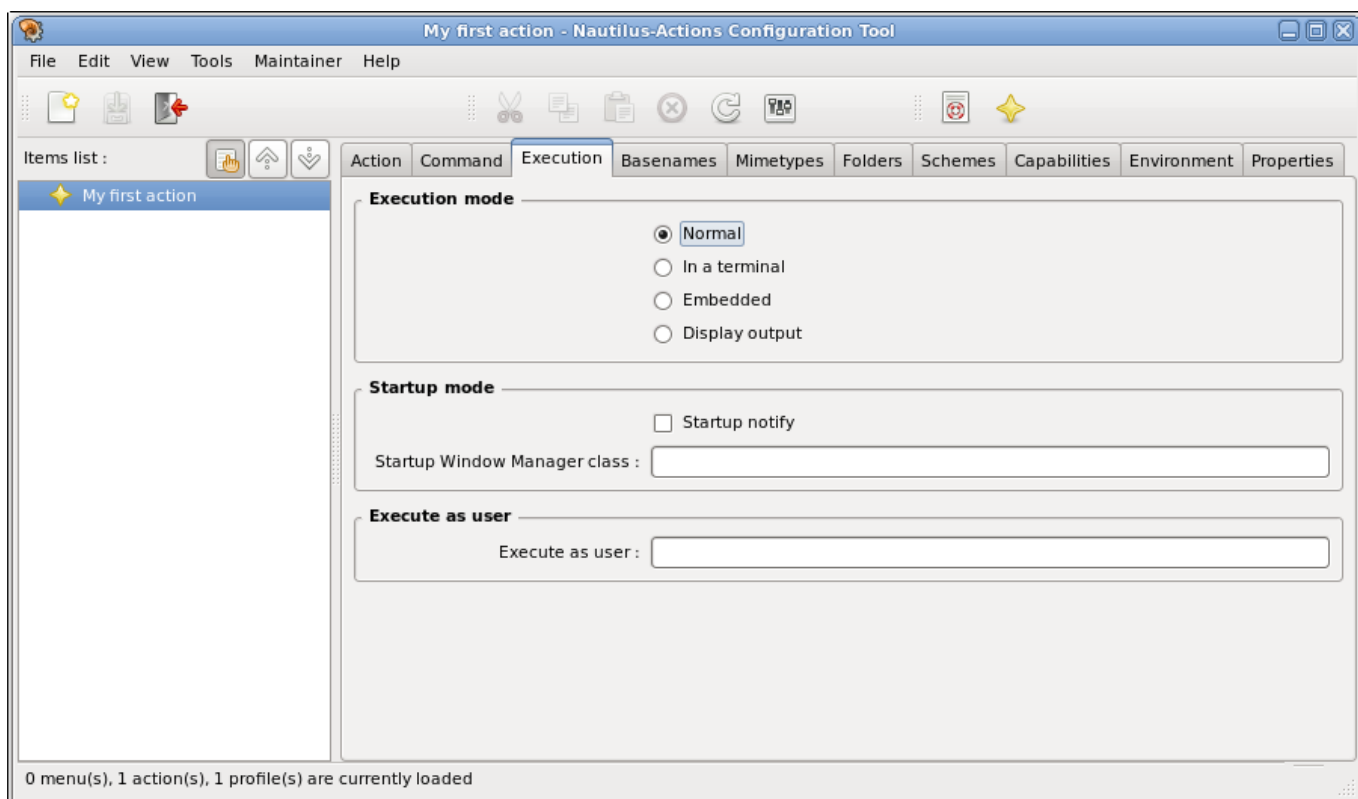 My first action - Nautilus-Actions Configuration Tool
File Edit View Tools Maintainer Help
Items list :
Action Command Execution Basenames Mimetypes Folders Schemes Capabilities Environment Properties
My first action
Execution mode
Normal
In a terminal
Embedded
Display output
Startup mode
Startup notify
Startup Window Manager class :
Execute as user
Execute as user :
0 menu(s), 1 action(s), 1 profile(s) are currently loaded